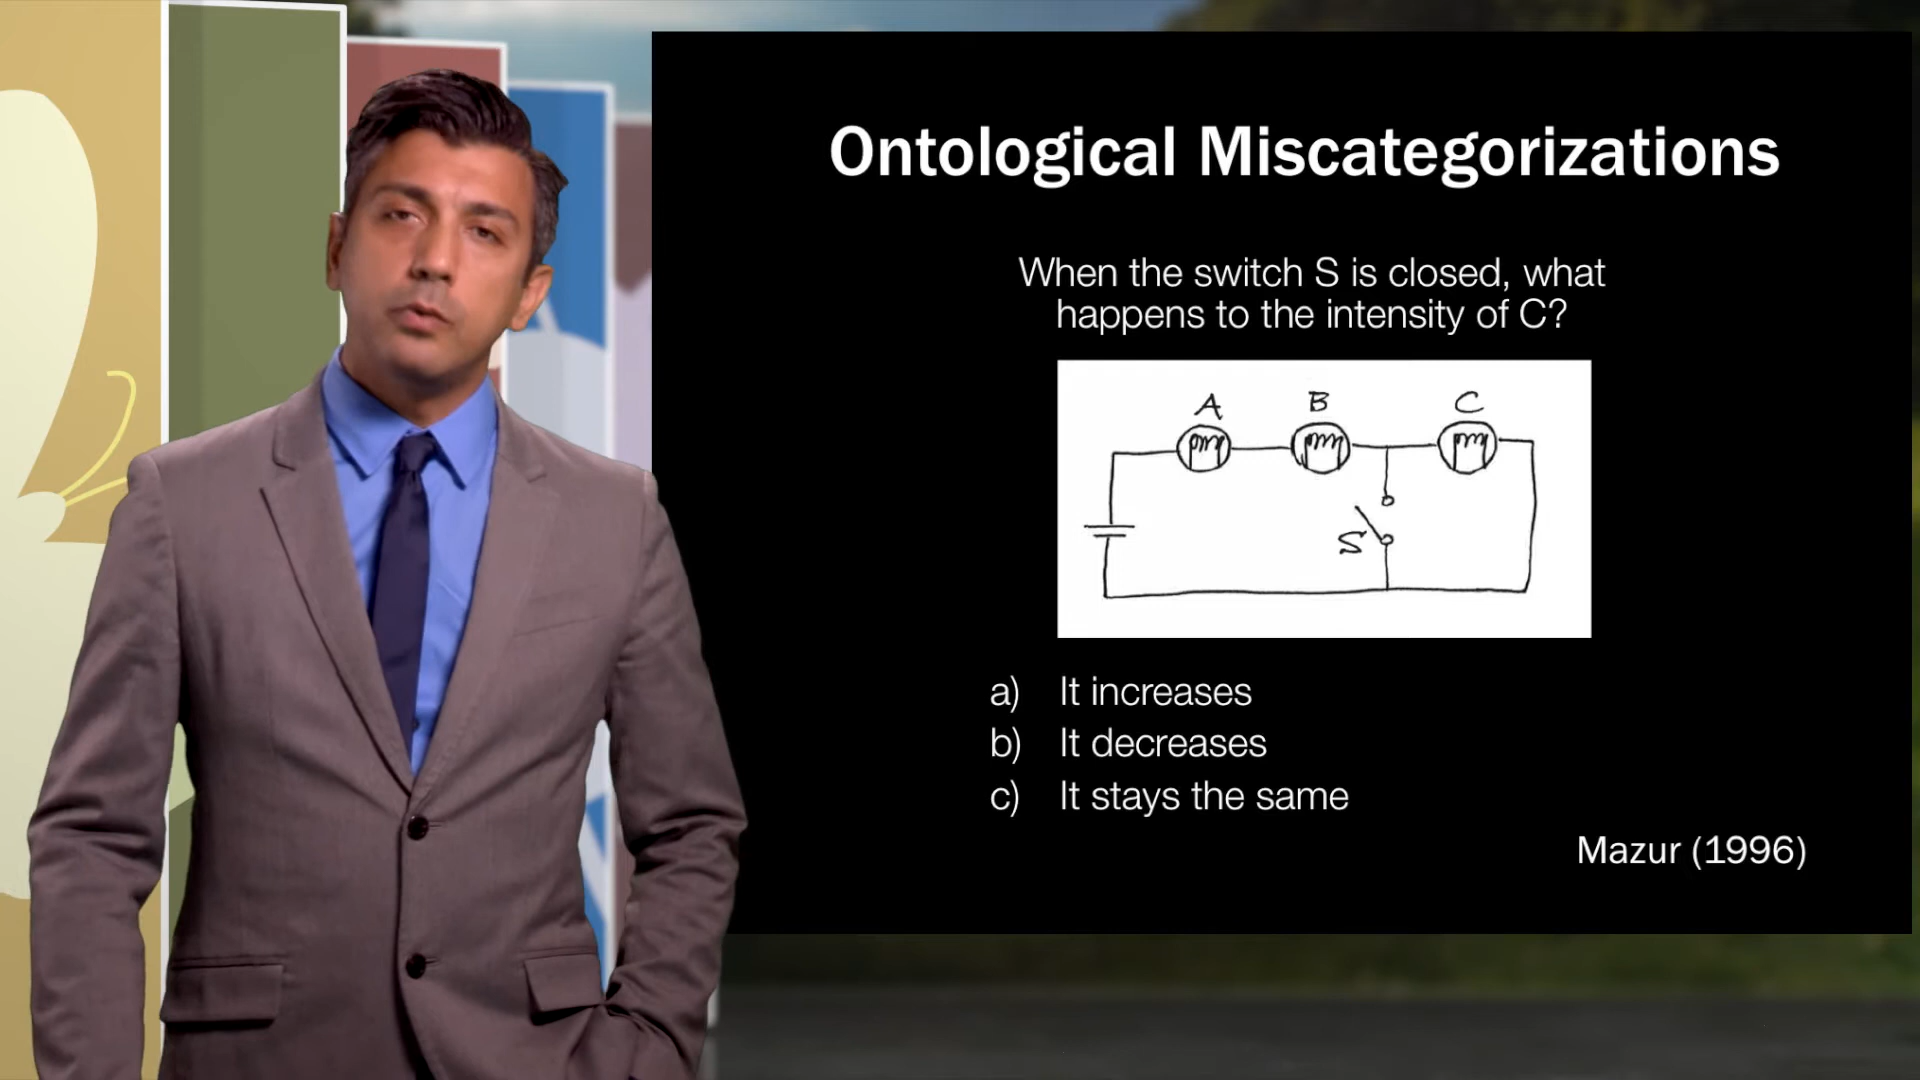 Ontological Miscategorizations
When the switch S is closed, what
happens to the intensity of C?
A B C
S
a) It increases
b) It decreases
c) It stays the same
Mazur (1996)